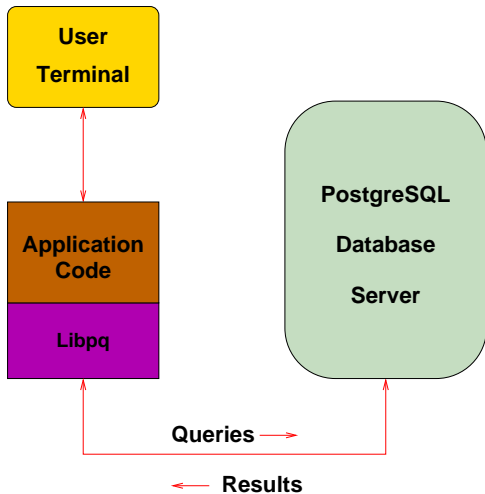 User
Terminal
Application
Code
Libpq
PostgreSQL
Database
Server
Queries
Results